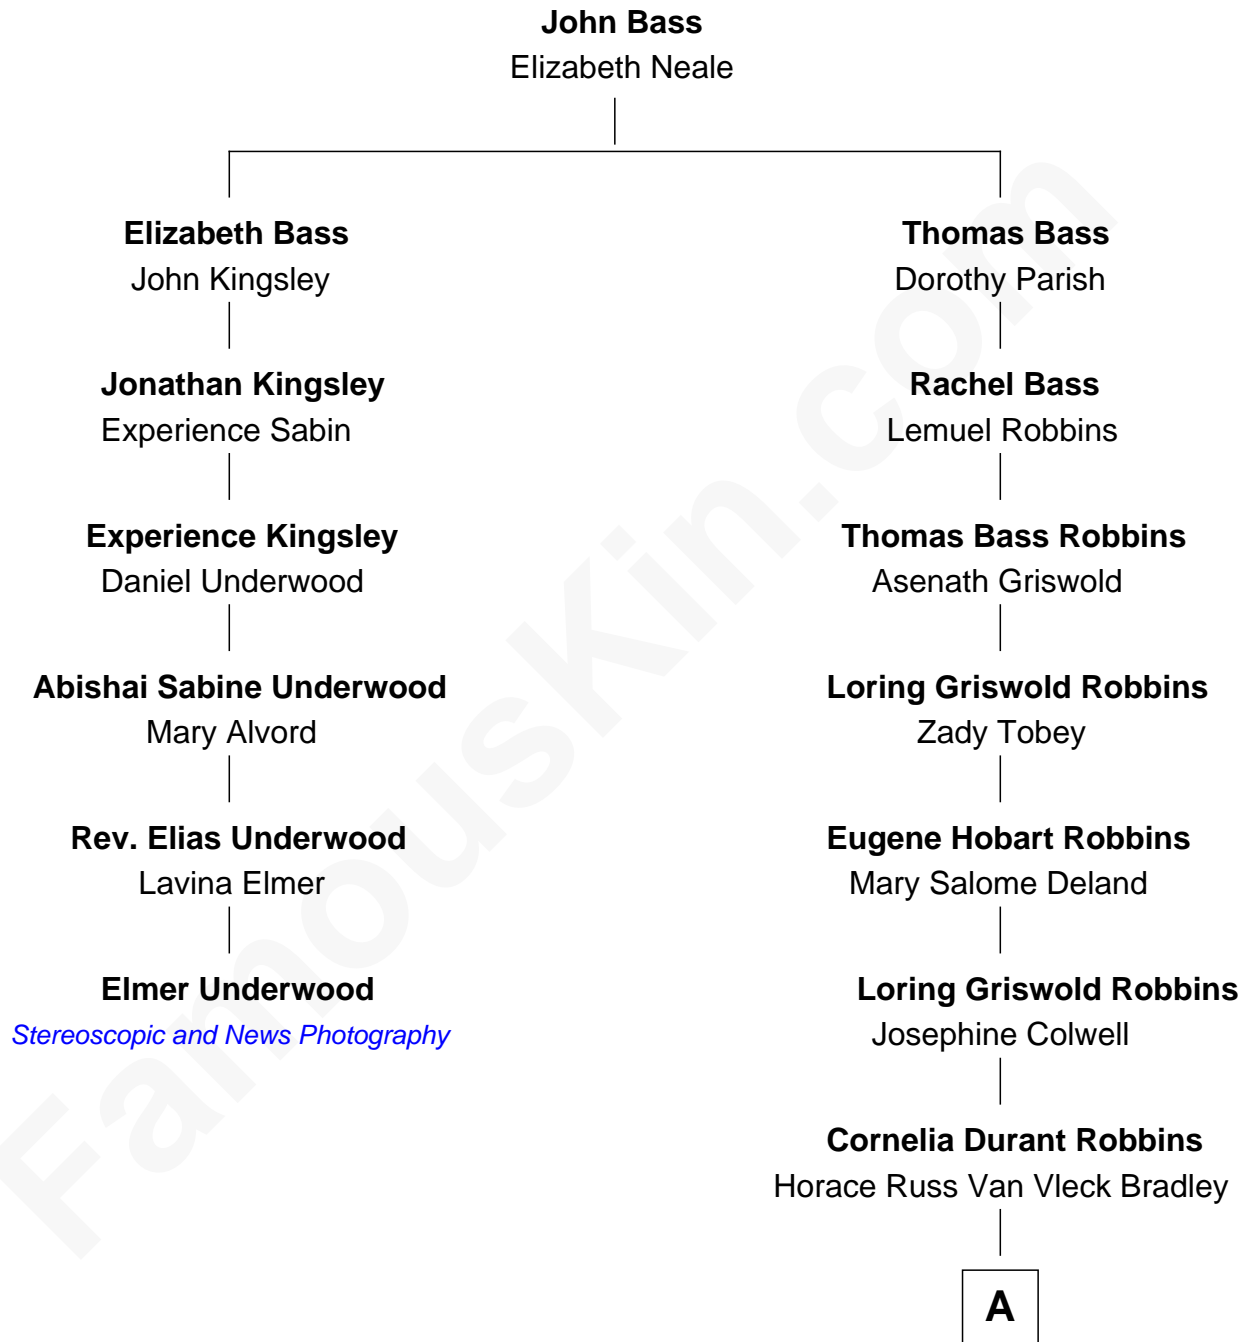 John Bass
Elizabeth Neale
Elizabeth Bass
John Kingsley
Thomas Bass
Dorothy Parish
Jonathan Kingsley
Experience Sabin
Rachel Bass
Lemuel Robbins
Experience Kingsley
Daniel Underwood
Thomas Bass Robbins
Asenath Griswold
Abishai Sabine Underwood
Mary Alvord
Loring Griswold Robbins
Zady Tobey
Rev. Elias Underwood
Lavina Elmer
Eugene Hobart Robbins
Mary Salome Deland
Elmer Underwood
Stereoscopic and News Photography
Loring Griswold Robbins
Josephine Colwell
Cornelia Durant Robbins
Horace Russ Van Vleck Bradley
A
FamousKin.com